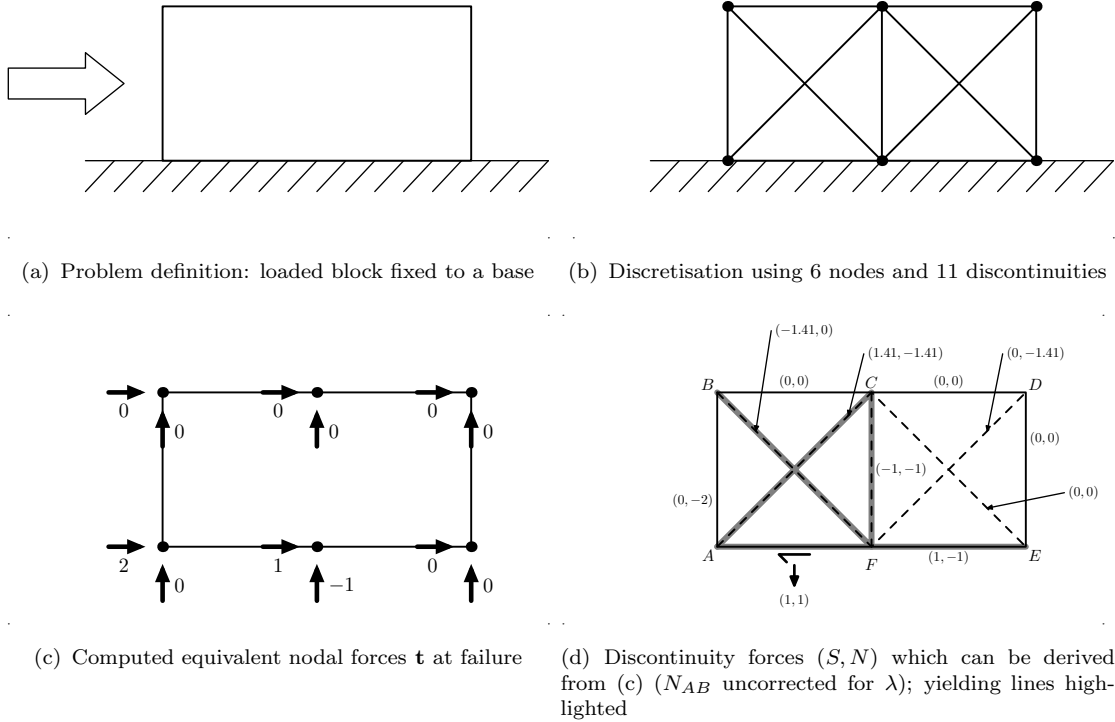 (a) Problem definition: loaded block fixed to a base
(b) Discretisation using 6 nodes and 11 discontinuities
0
0
0
0
0
0
2
1
0
0
−1
0
(c) Computed equivalent nodal forces t at failure
(−1.41, 0)
(1.41, −1.41)
(0, −1.41)
B
(0, 0)
C
(0, 0)
D
(0, 0)
(−1, −1)
(0, −2)
(0, 0)
A
F
(1, −1)
E
(1, 1)
(d) Discontinuity forces (S, N) which can be derived
from (c) (N_AB uncorrected for λ); yielding lines high-
lighted